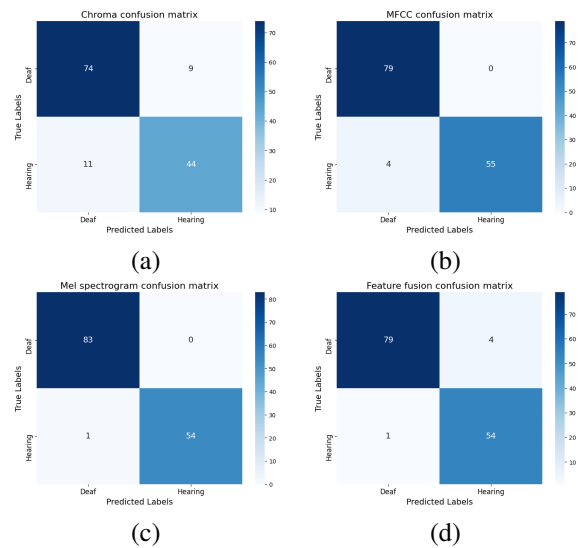 Chroma confusion matrix
Deaf
Hearing
True Labels
74 9
11 44
Deaf Hearing
Predicted Labels
70
60
50
40
30
20
10
(a)
MFCC confusion matrix
Deaf
Hearing
True Labels
79 0
4 55
Deaf Hearing
Predicted Labels
70
60
50
40
30
20
10
0
(b)
Mel spectrogram confusion matrix
Deaf
Hearing
True Labels
83 0
1 54
Deaf Hearing
Predicted Labels
80
70
60
50
40
30
20
10
0
(c)
Feature fusion confusion matrix
Deaf
Hearing
True Labels
79 4
1 54
Deaf Hearing
Predicted Labels
70
60
50
40
30
20
10
(d)